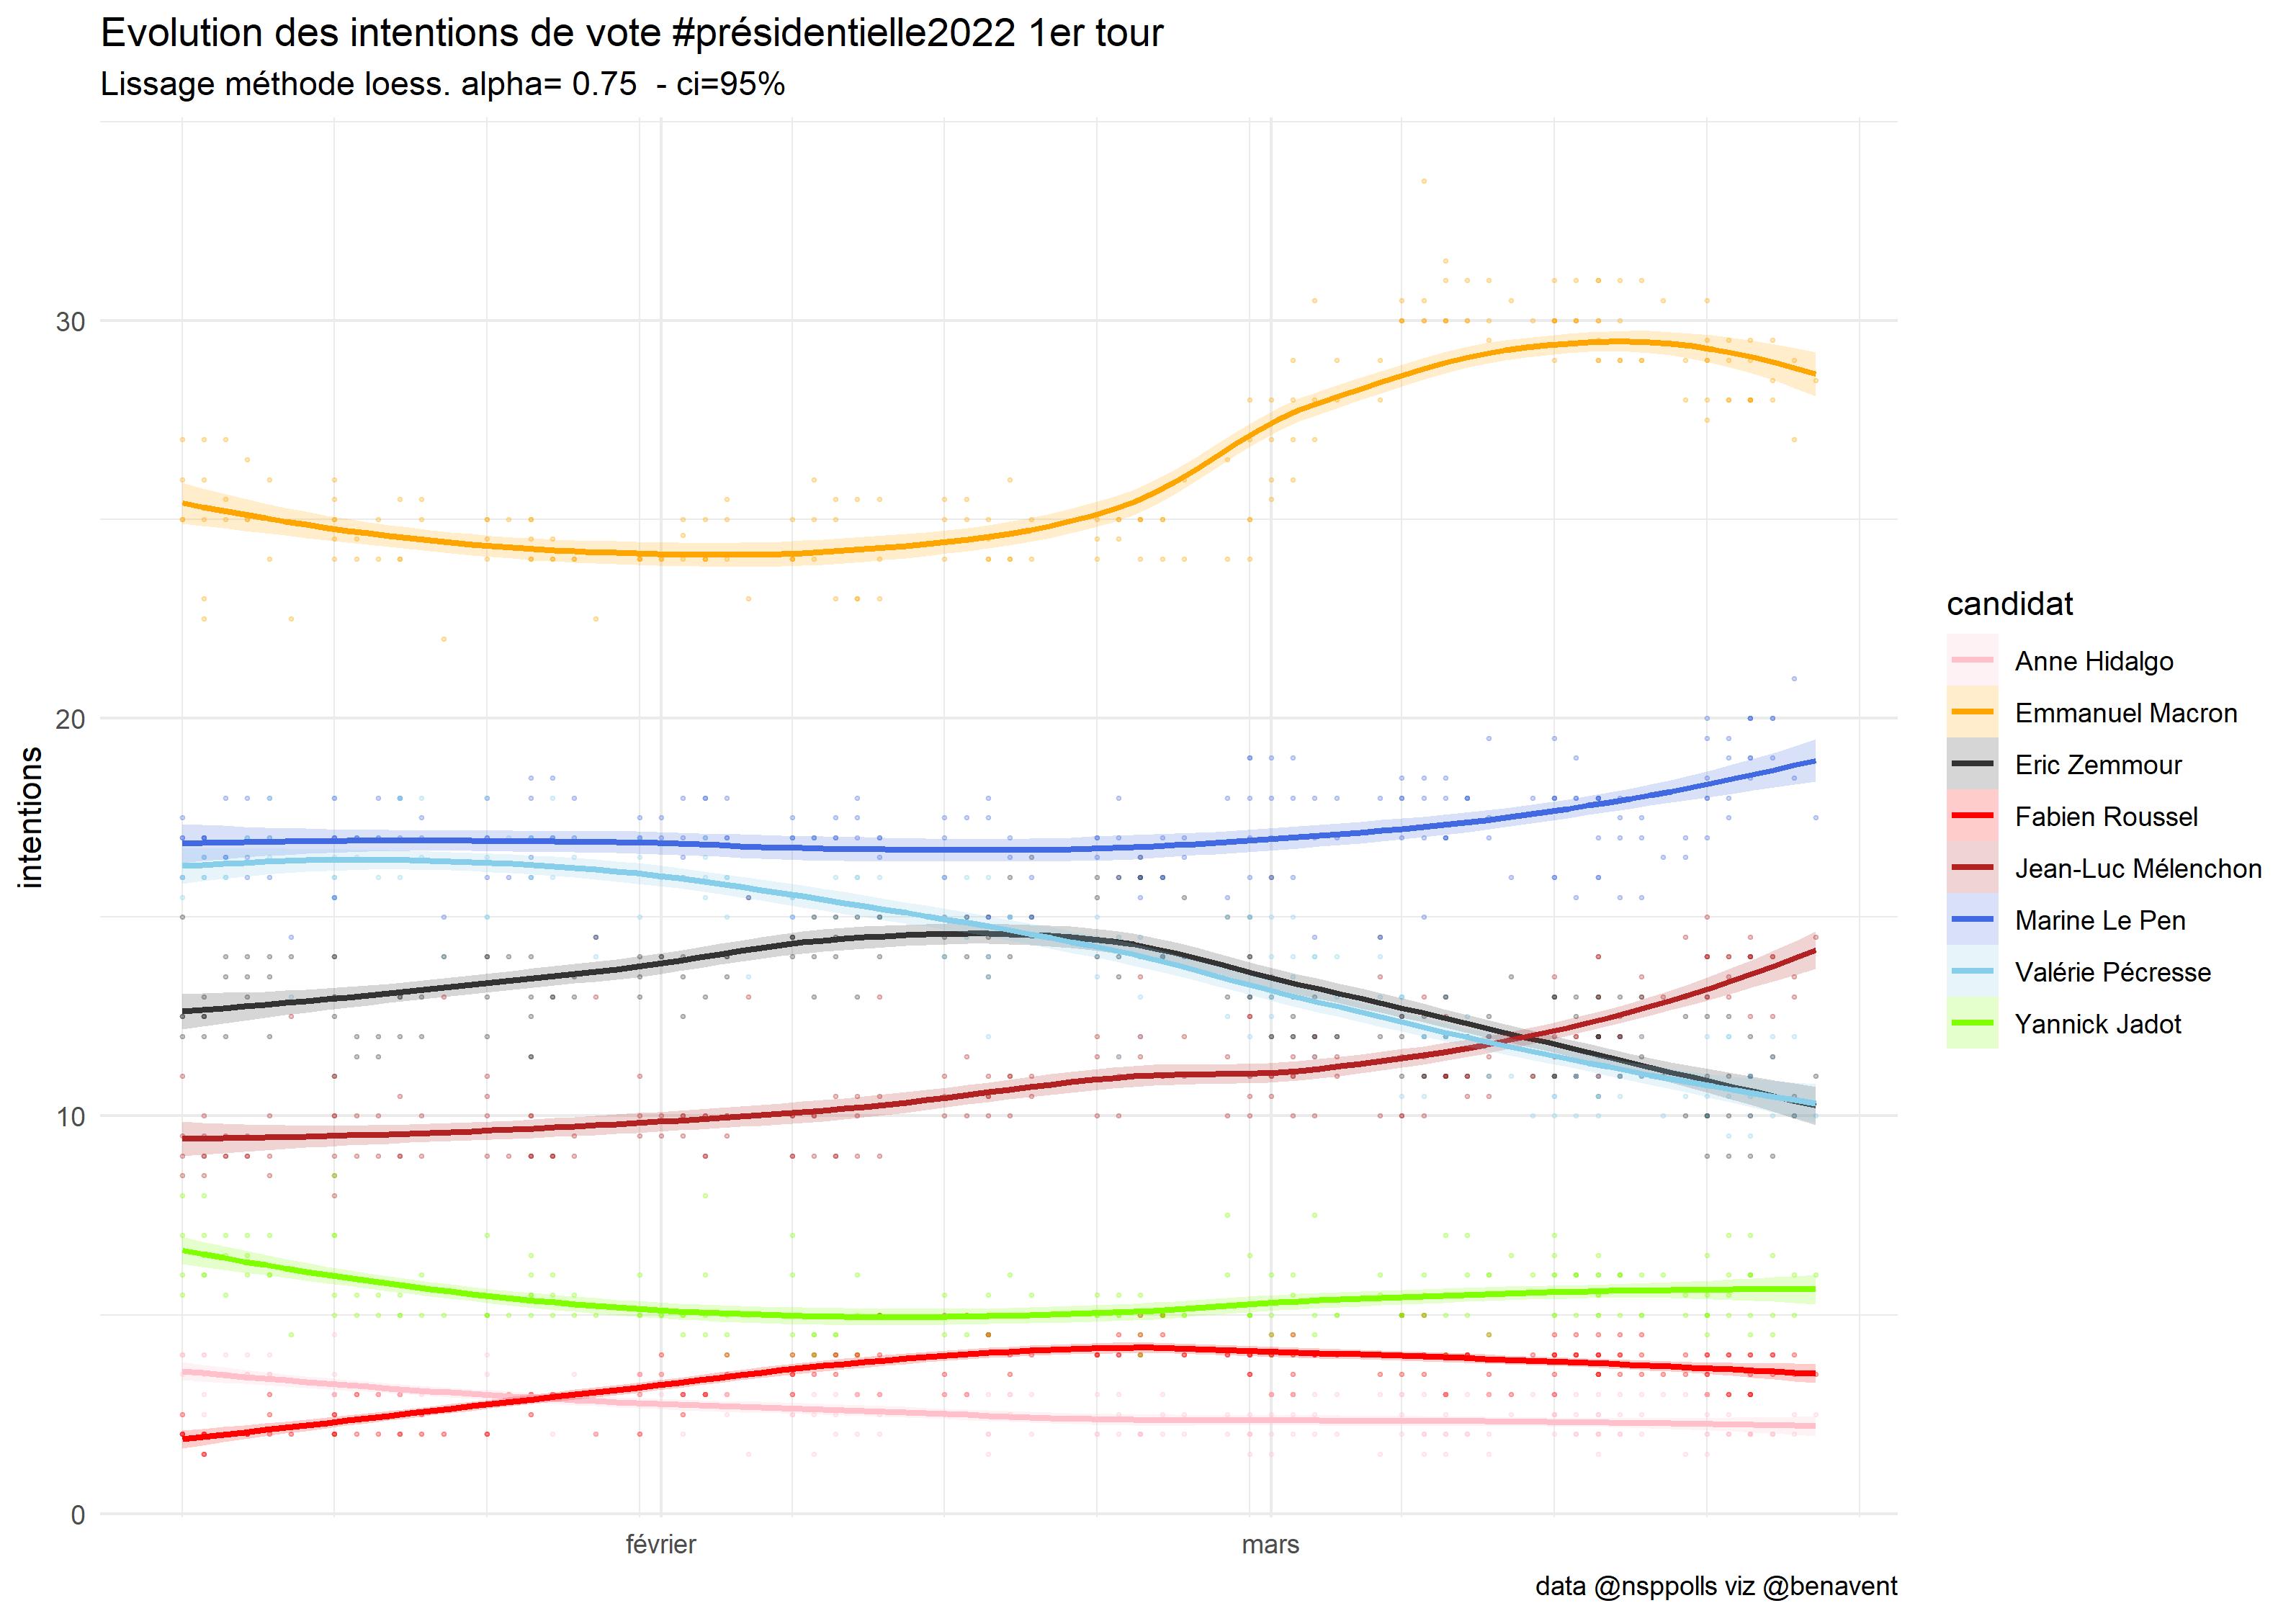 Evolution des intentions de vote #présidentielle2022 1er tour
Lissage méthode loess. alpha= 0.75  - ci=95%
30
20
10
0
intentions
février
mars
candidat
Anne Hidalgo
Emmanuel Macron
Eric Zemmour
Fabien Roussel
Jean-Luc Mélenchon
Marine Le Pen
Valérie Pécresse
Yannick Jadot
data @nsppolls viz @benavent